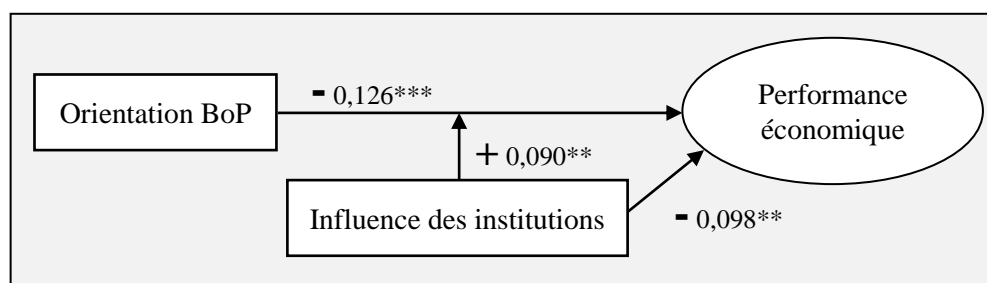 - 0,126***
Orientation BoP
Performance
économique
+ 0,090**
Influence des institutions
- 0,098**